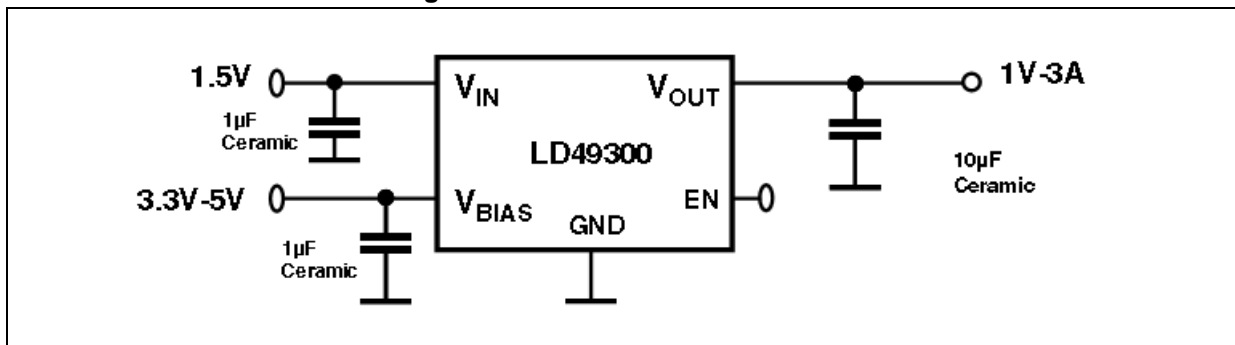 1.5V
1µF
Ceramic
3.3V-5V
1µF
Ceramic
VIN
VBIAS
LD49300
GND
VOUT
EN
1V-3A
10µF
Ceramic